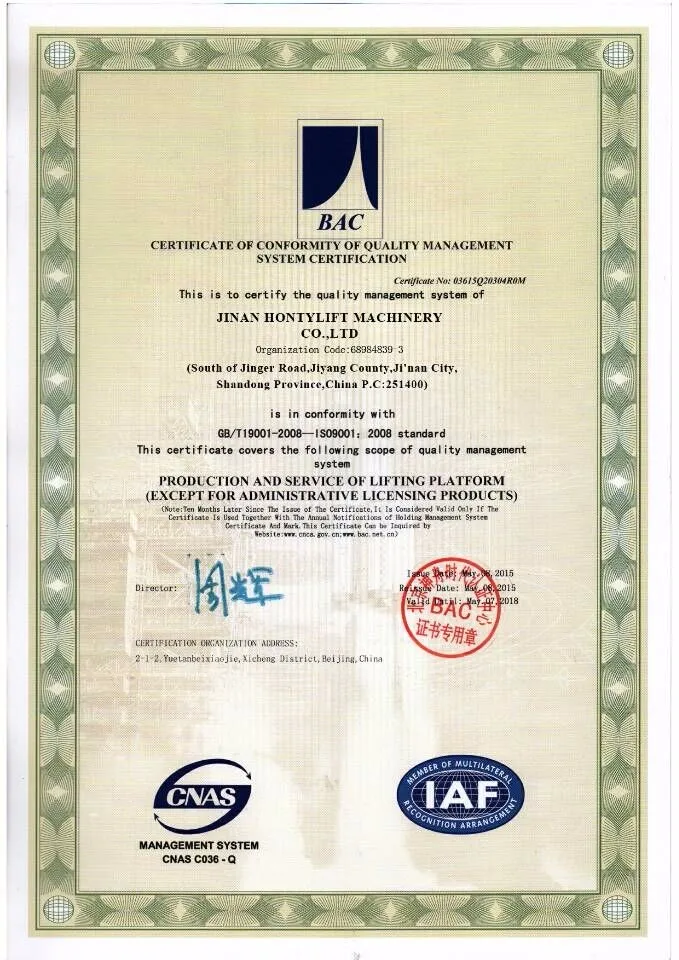 BAC
CERTIFICATE OF CONFORMITY OF QUALITY MANAGEMENT
SYSTEM CERTIFICATION
Certificate No: 03615Q20304R0M
This is to certify the quality management system of
JINAN HONTYLIFT MACHINERY
CO.,LTD
Organization Code:68984839-3
(South of Jinger Road,Jiyang County,Ji'nan City,
Shandong Province,China P.C:251400)
is in conformity with
GB/T19001-2008—ISO9001: 2008 standard
This certificate covers the following scope of quality management
system
PRODUCTION AND SERVICE OF LIFTING PLATFORM
(EXCEPT FOR ADMINISTRATIVE LICENSING PRODUCTS)
(Note:Ten Months Later Since The Issue of The Certificate,It Is Considered Valid Only If The
Certificate Is Used Together With The Annual Notifications of Holding Management System
Certificate And Mark.This Certificate Can be Inquired by
Website:www.cnca.gov.cn;www.bac.net.cn)
Issue Date: May.08,2015
Director:
Reissue Date: May.08,2015
Valid Until: May.07,2018
BAC
证书专用章
CERTIFICATION ORGANIZATION ADDRESS:
2-1-2,Yuetanbeixiaojie,Xicheng District,Beijing,China
CNAS
MANAGEMENT SYSTEM
CNAS C036 - Q
MEMBER OF MULTILATERAL
IAF
RECOGNITION ARRANGEMENT